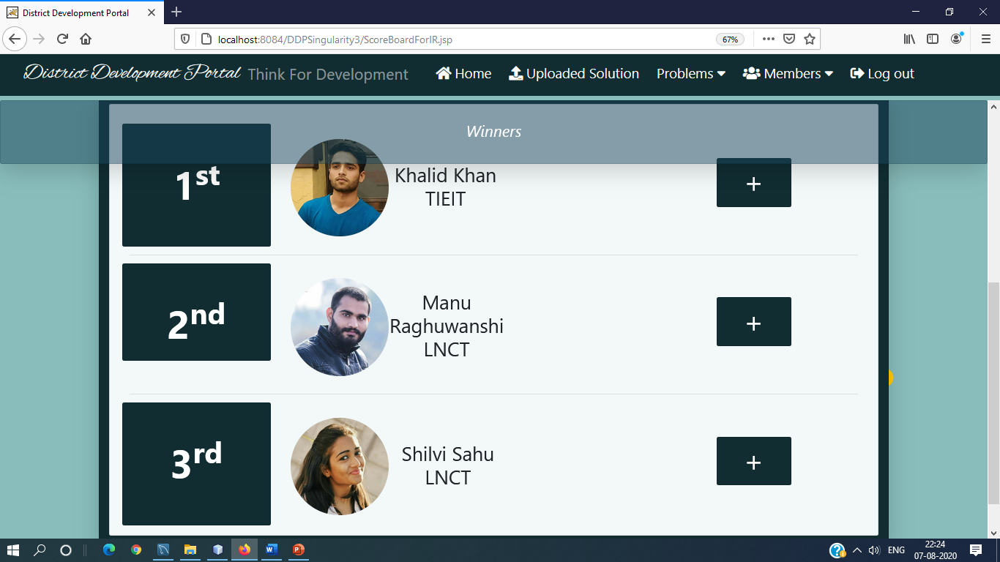 District Development Portal
localhost:8084/DDPSingularity3/ScoreBoardForIR.jsp
67%
District Development Portal Think For Development Home Uploaded Solution Problems Members Log out
Winners
1st
Khalid Khan
TIEIT
+
2nd
Manu
Raghuwanshi
LNCT
+
3rd
Shilvi Sahu
LNCT
+
ENG
22:24
07-08-2020